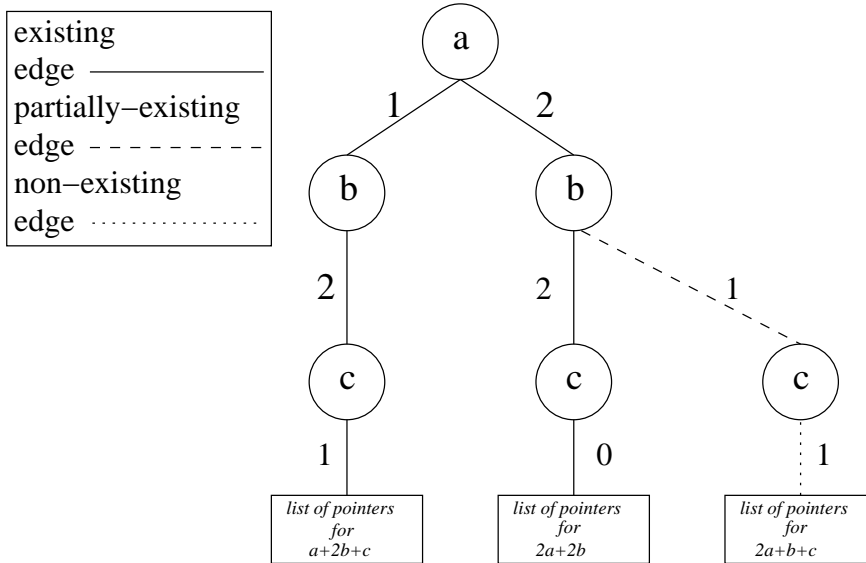 existing
edge
partially−existing
edge
non−existing
edge
a
1
2
b
b
2
2
1
c
c
c
1
0
1
list of pointers
for
a+2b+c
list of pointers
for
2a+2b
list of pointers
for
2a+b+c